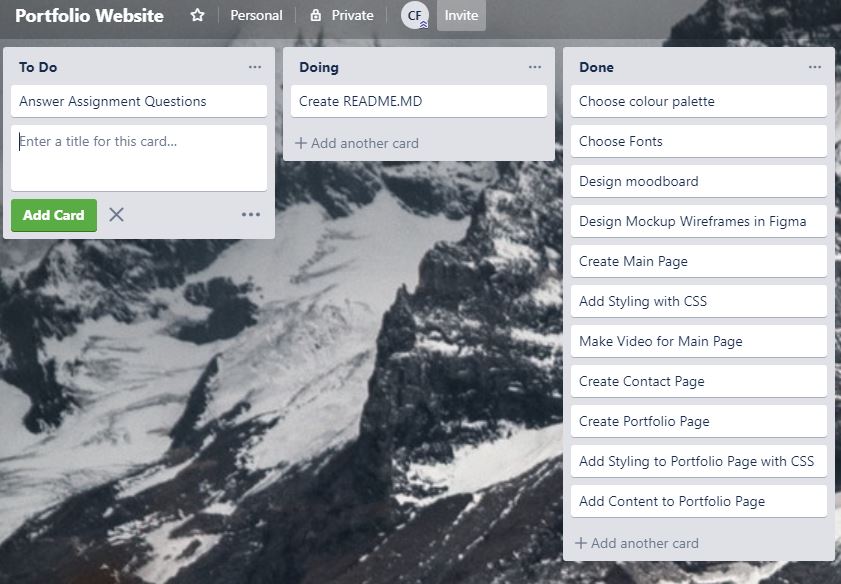 Portfolio Website Personal Private CF Invite
To Do
Answer Assignment Questions
Enter a title for this card...
Add Card
Doing
Create README.MD
+ Add another card
Done
Choose colour palette
Choose Fonts
Design moodboard
Design Mockup Wireframes in Figma
Create Main Page
Add Styling with CSS
Make Video for Main Page
Create Contact Page
Create Portfolio Page
Add Styling to Portfolio Page with CSS
Add Content to Portfolio Page
+ Add another card